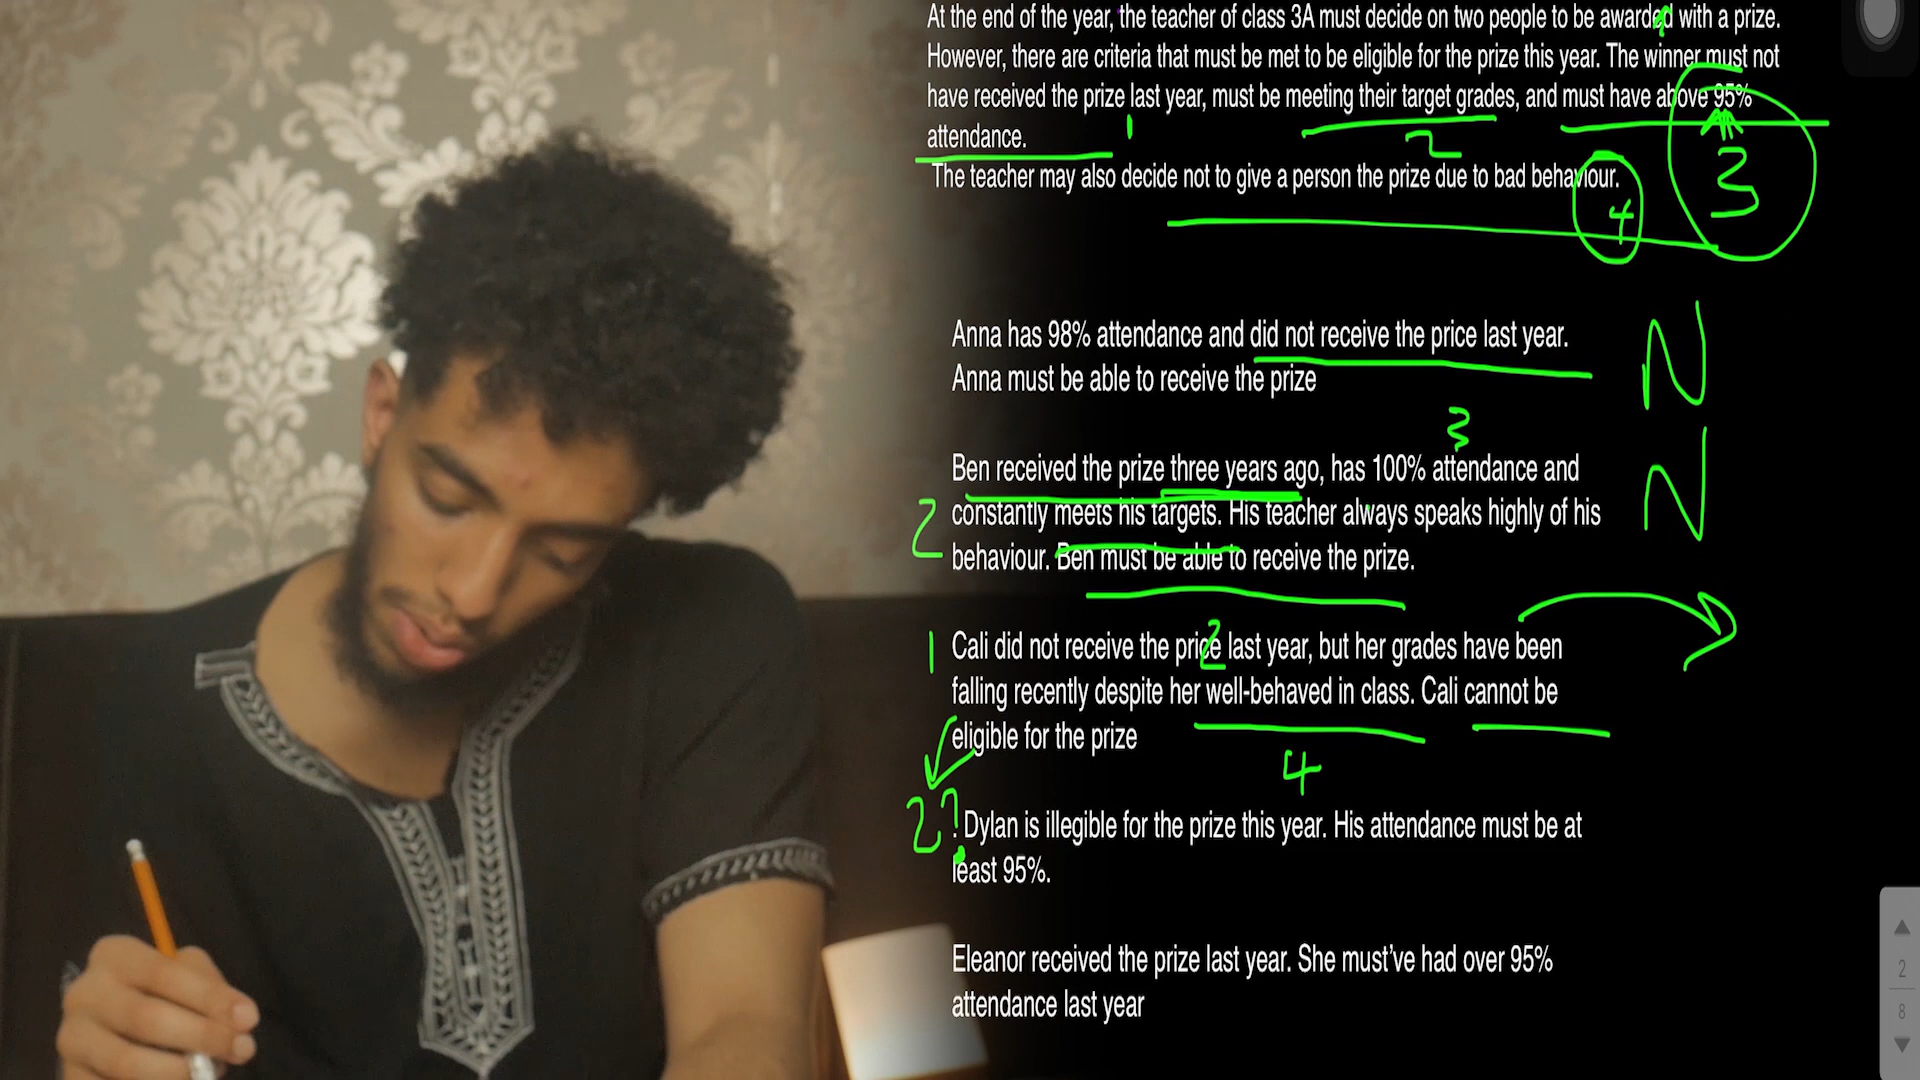 At the end of the year, the teacher of class 3A must decide on two people to be awarded with a prize.
However, there are criteria that must be met to be eligible for the prize this year. The winner must not
have received the prize last year, must be meeting their target grades, and must have above 95%
attendance.
1
2
3
The teacher may also decide not to give a person the prize due to bad behaviour.
4
Anna has 98% attendance and did not receive the price last year.
Anna must be able to receive the prize
N
3
Ben received the prize three years ago, has 100% attendance and
2 constantly meets his targets. His teacher always speaks highly of his
behaviour. Ben must be able to receive the prize.
N
2
1 Cali did not receive the price last year, but her grades have been
falling recently despite her well-behaved in class. Cali cannot be
eligible for the prize
4
2?
. Dylan is illegible for the prize this year. His attendance must be at
least 95%.
Eleanor received the prize last year. She must've had over 95%
attendance last year
2
8